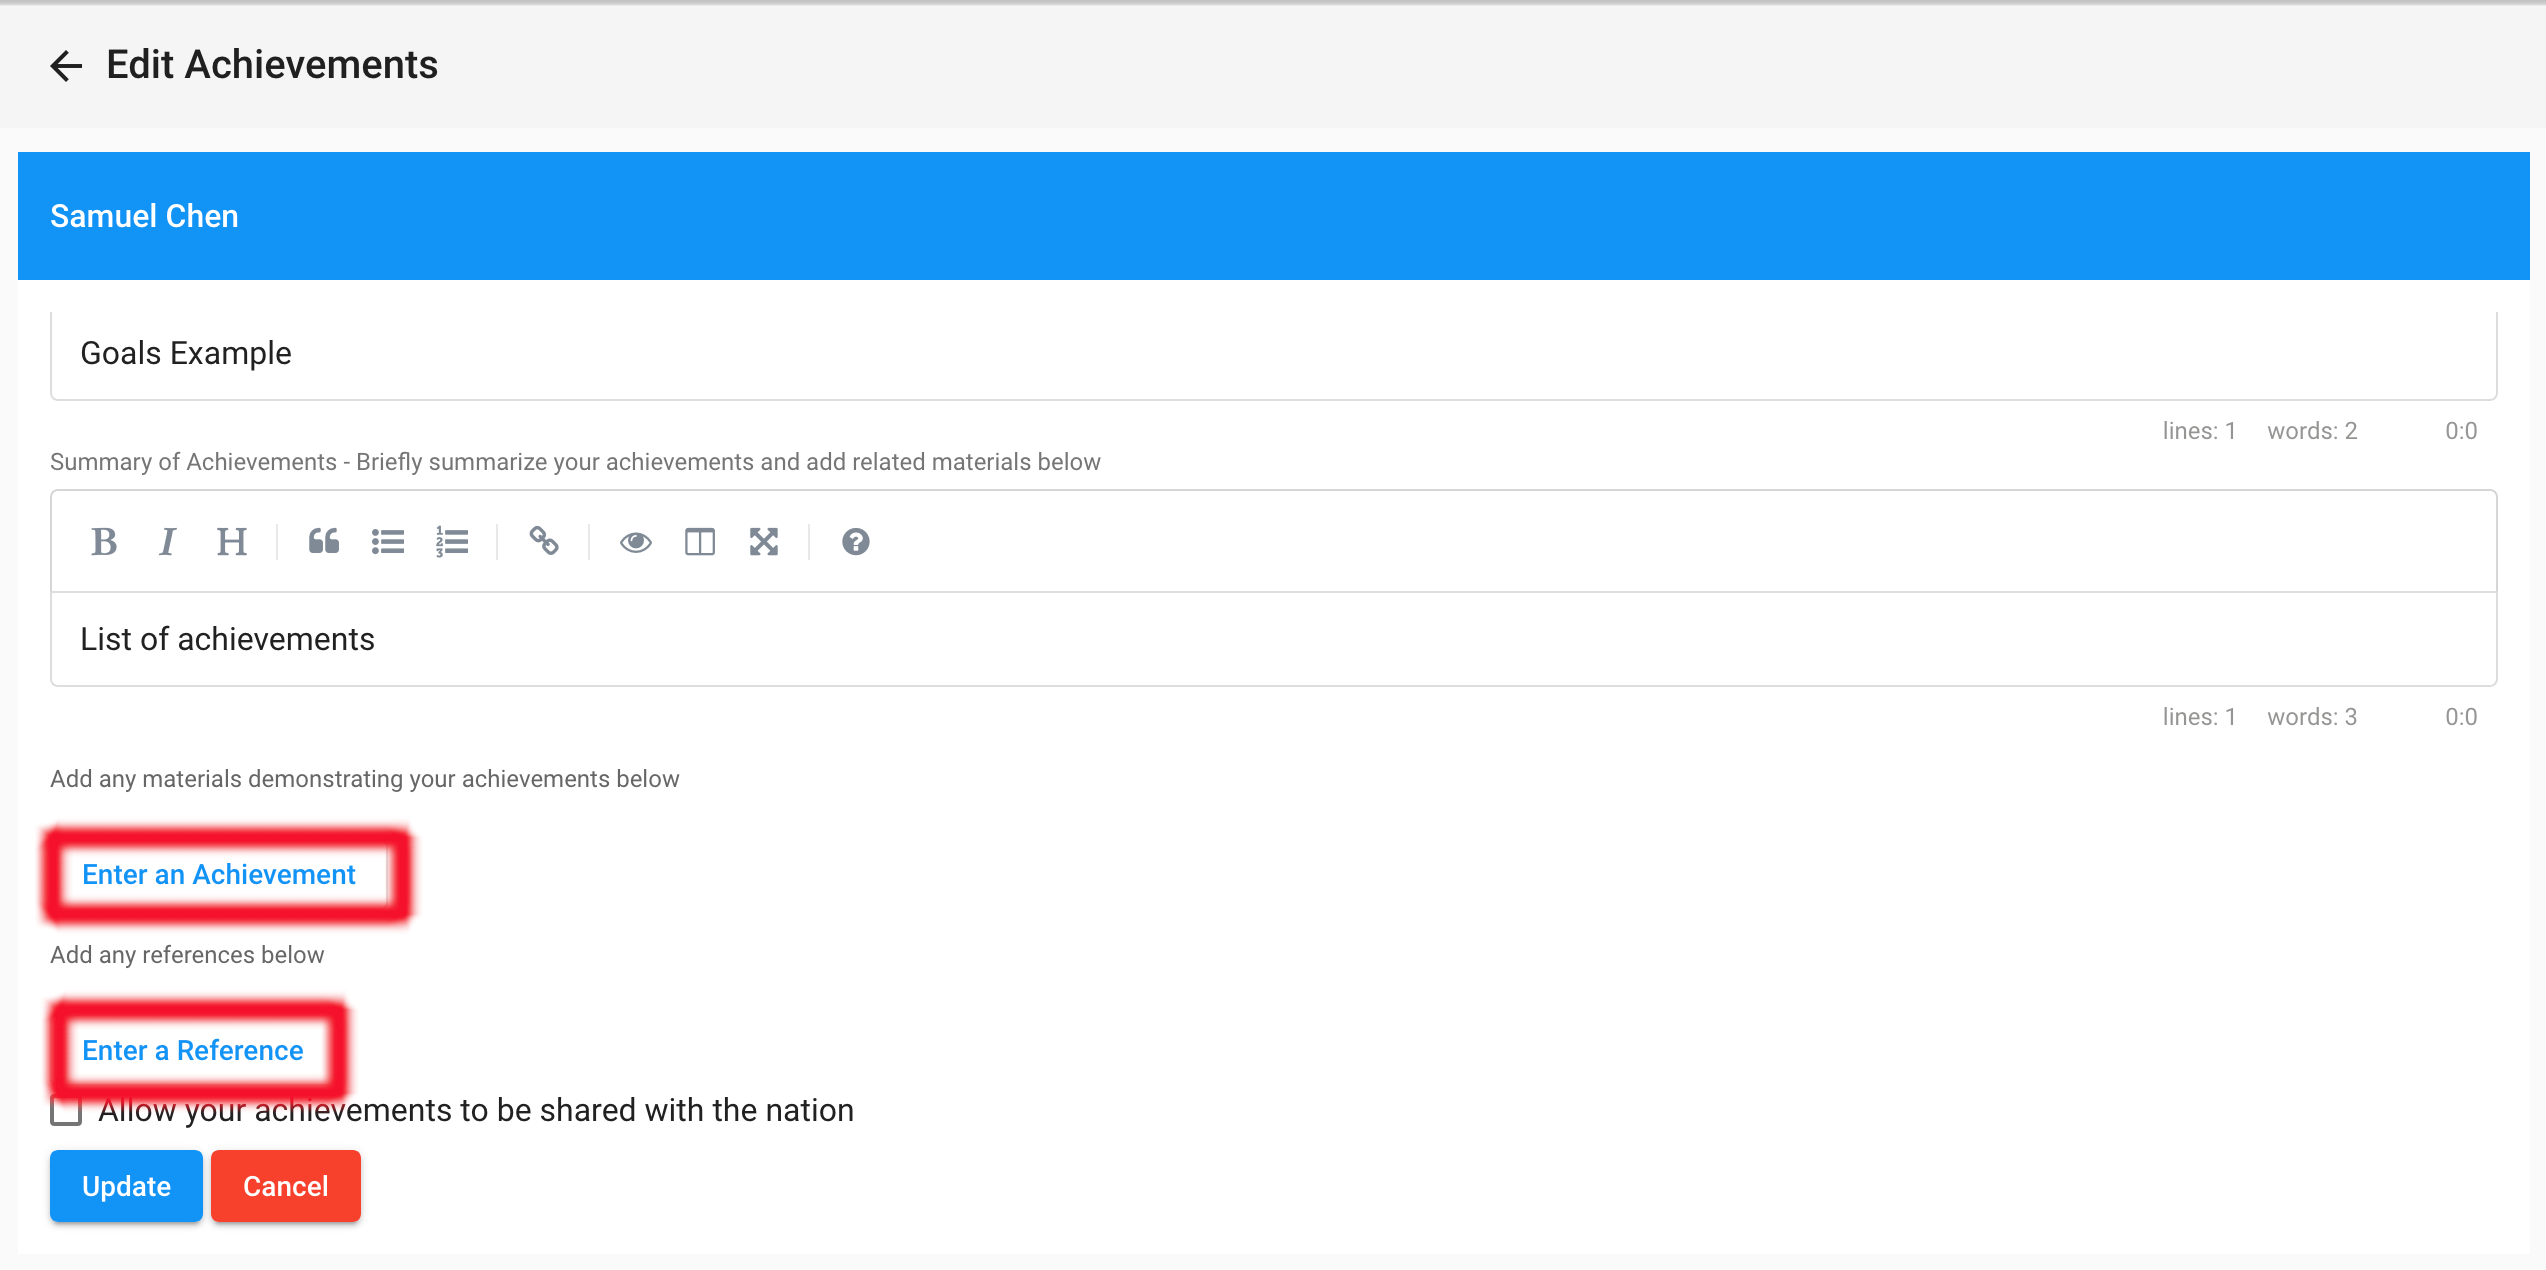 Edit Achievements
Samuel Chen
Goals Example
lines: 1 words: 2 0:0
Summary of Achievements - Briefly summarize your achievements and add related materials below
B I H
List of achievements
lines: 1 words: 3 0:0
Add any materials demonstrating your achievements below
Enter an Achievement
Add any references below
Enter a Reference
Allow your achievements to be shared with the nation
Update Cancel